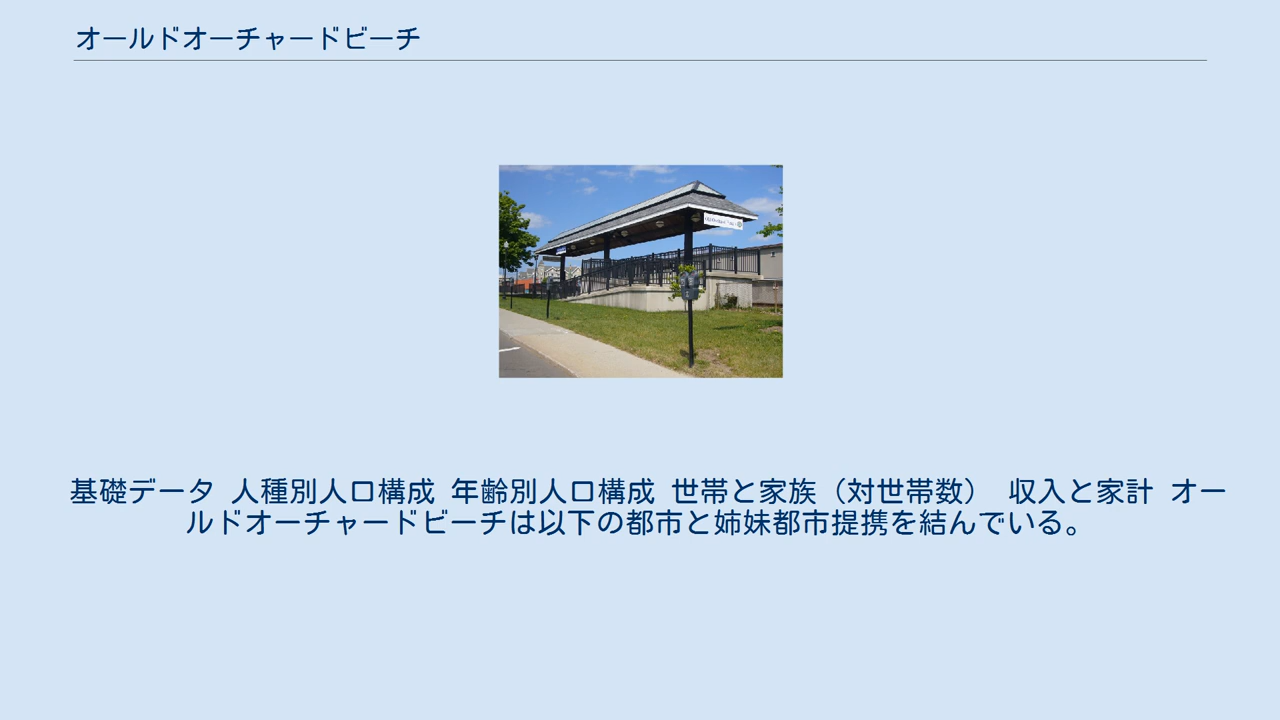 オールドオーチャードビーチ
基礎データ 人種別人口構成 年齢別人口構成 世帯と家族（対世帯数） 収入と家計 オー
ルドオーチャードビーチは以下の都市と姉妹都市提携を結んでいる。